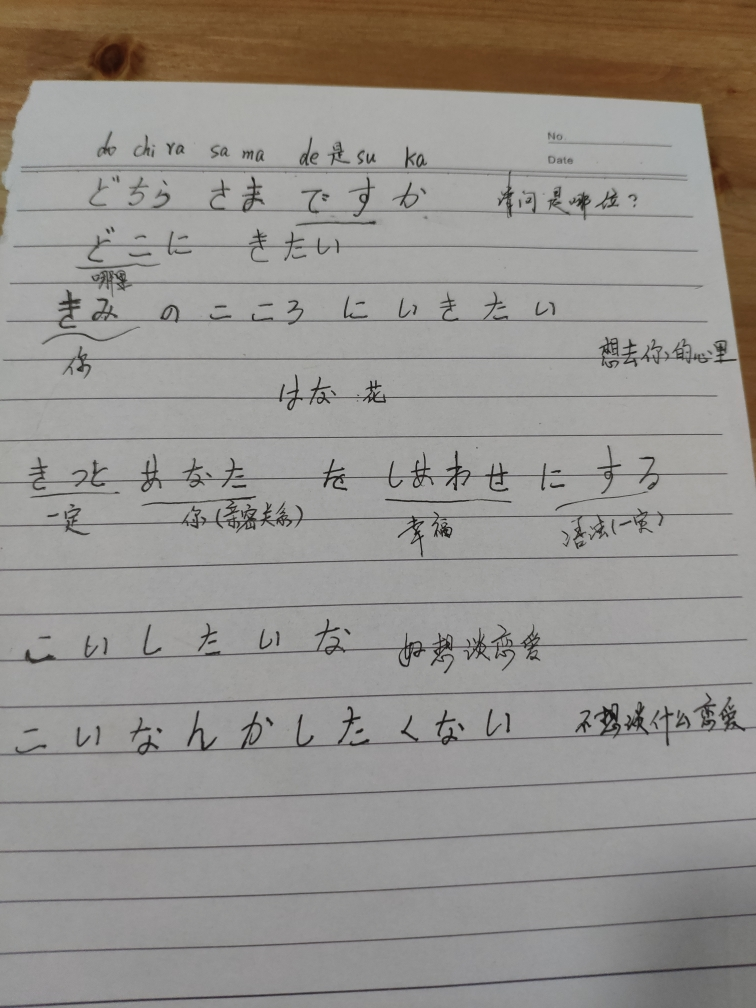 No.
Date
do chi ra sa ma de是su ka
どちら さま ですか 请问是哪位?
どこに きたい
哪里
きみ の こころ に い き た い
你 想去你的心里
はな 花
きっと あなた を しあわせ に する
一定 你(亲密关系) 幸福 语法(一定)
こ い し た い な 好想谈恋爱
こ い な ん か し た く な い 不想谈什么恋爱